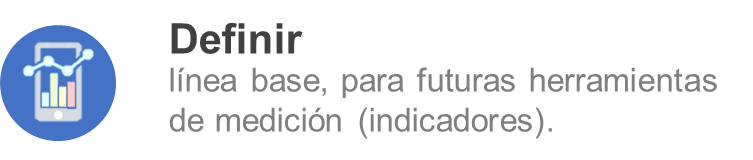 Definir
línea base, para futuras herramientas
de medición (indicadores).